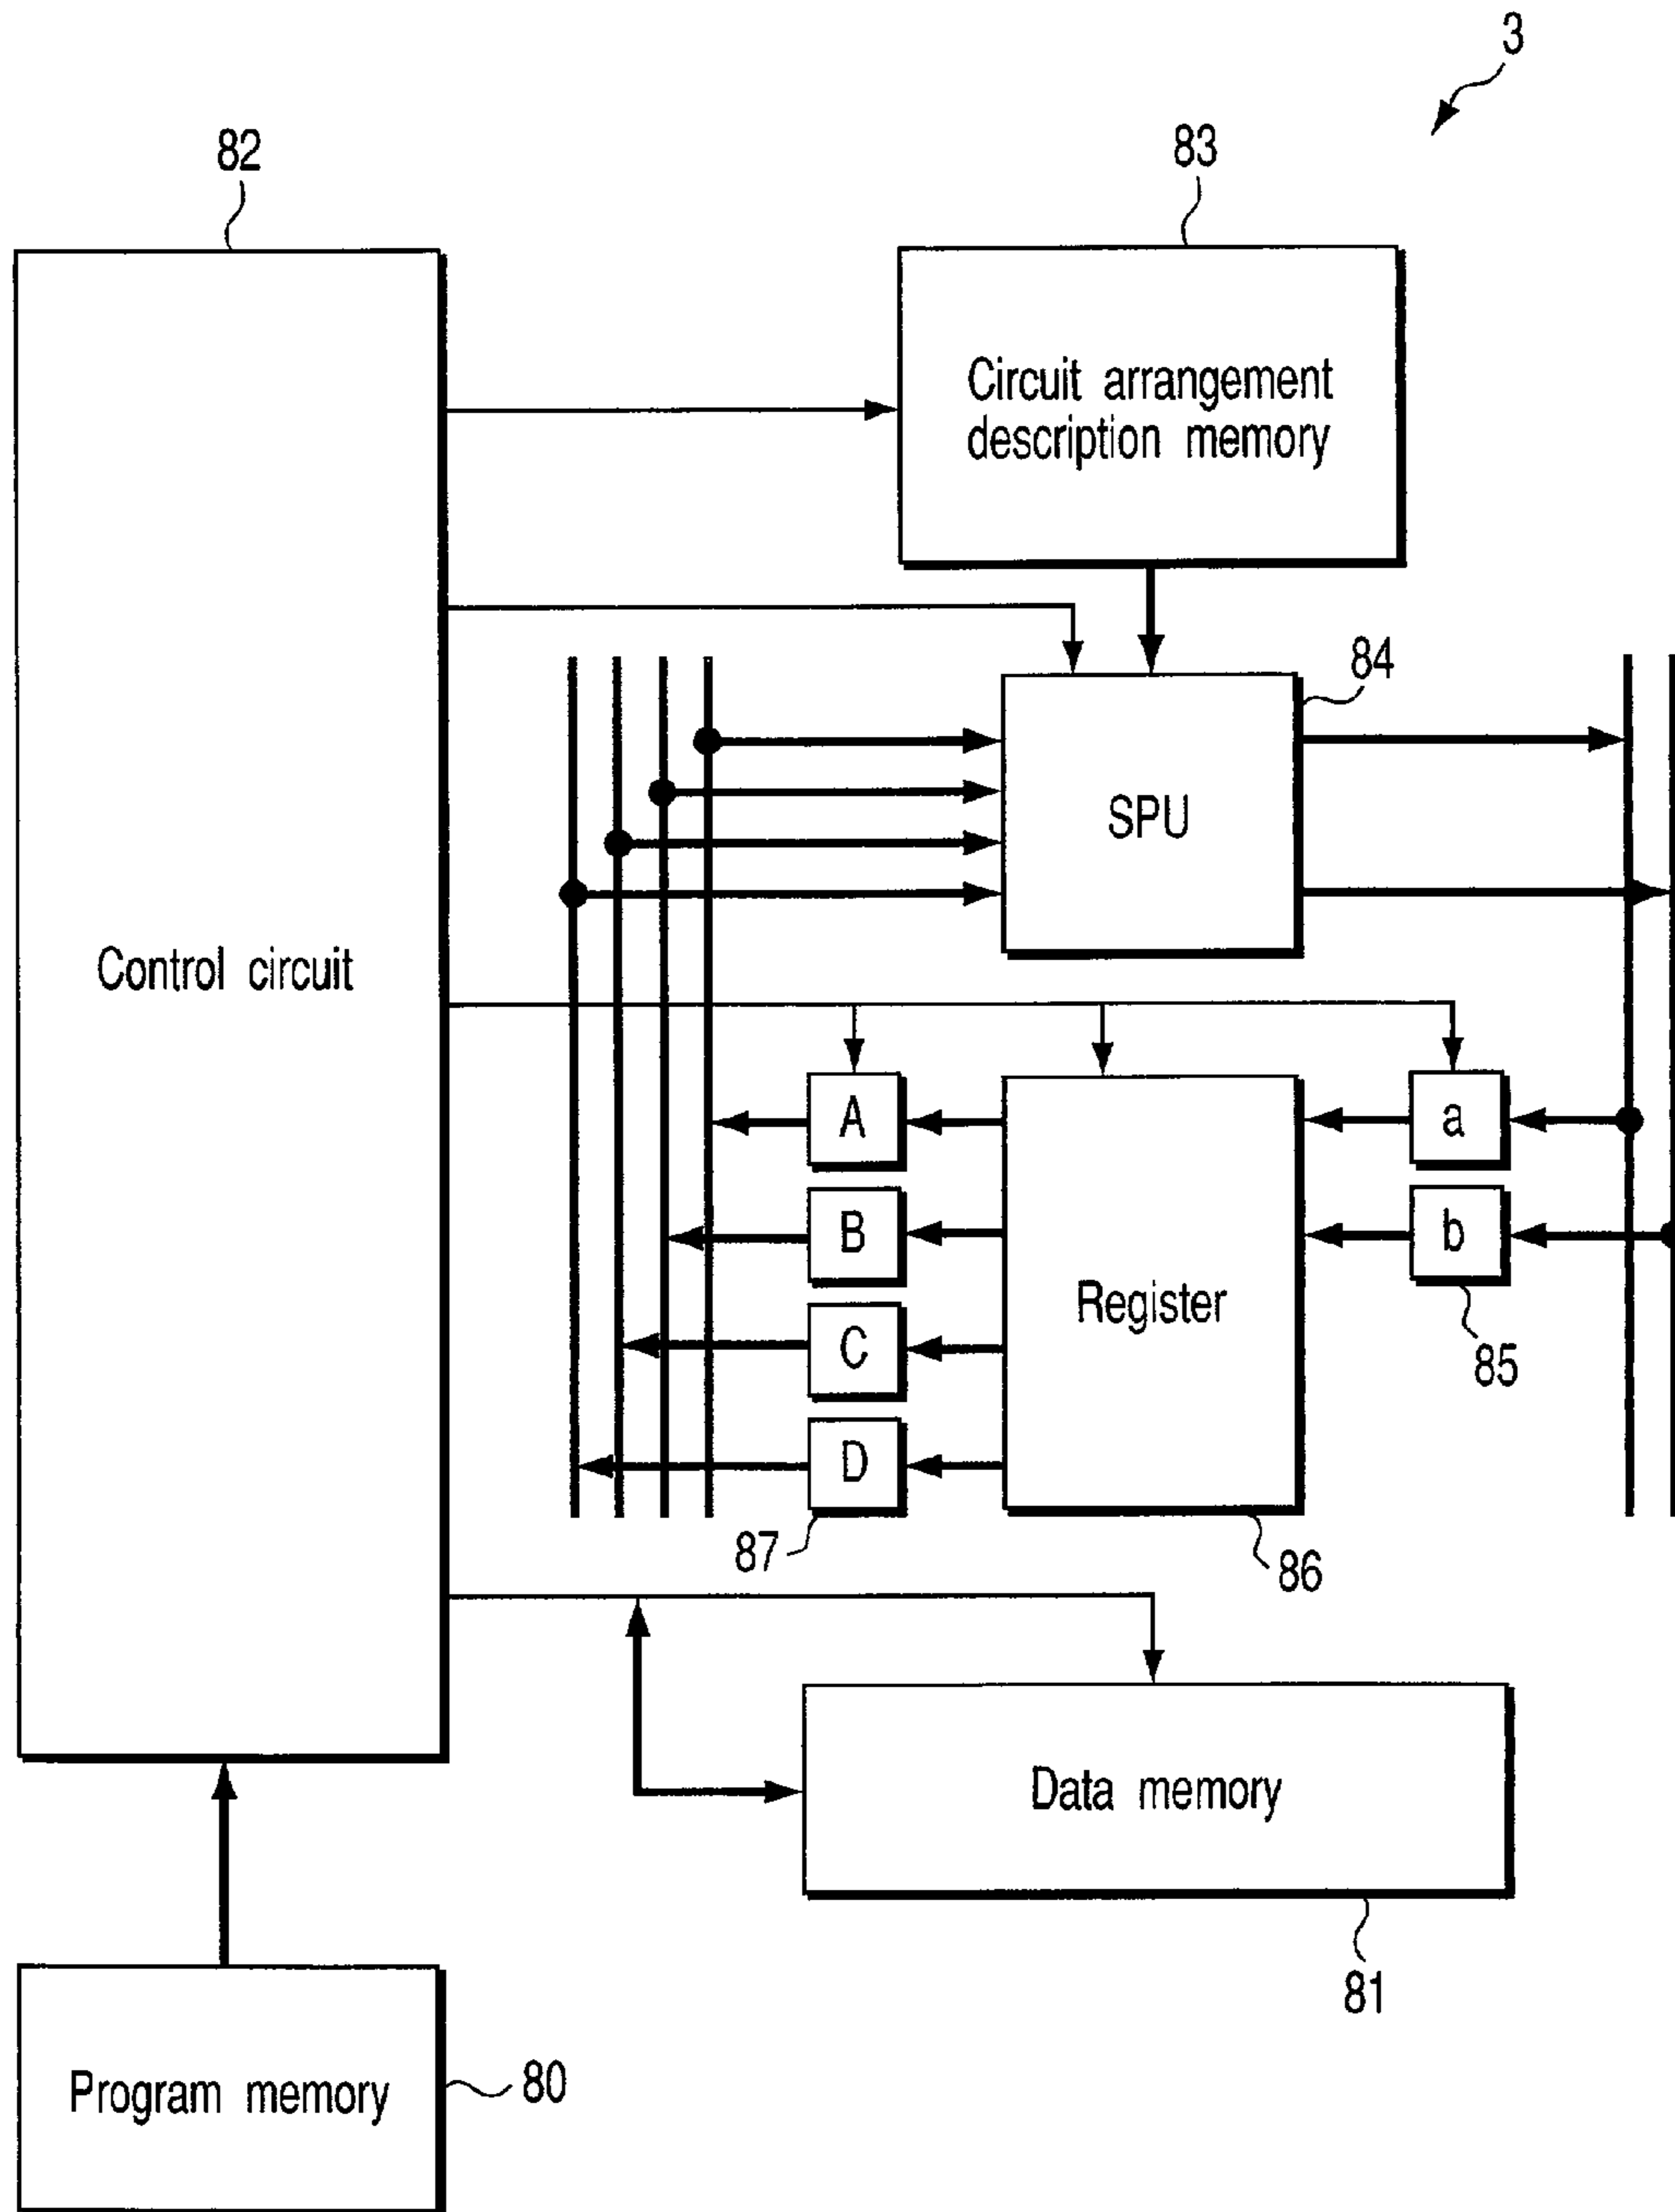 3
82
83
Circuit arrangement
description memory
84
SPU
Control circuit
A
a
B
b
Register
C
85
D
87
86
Data memory
81
Program memory
80